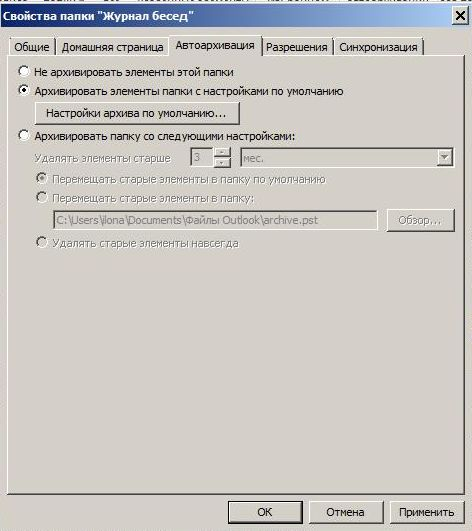 Свойства папки "Журнал бесед"
Общие Домашняя страница Автоархивация Разрешения Синхронизация
Не архивировать элементы этой папки
Архивировать элементы папки с настройками по умолчанию
Настройки архива по умолчанию...
Архивировать папку со следующими настройками:
Удалять элементы старше 3 мес.
Перемещать старые элементы в папку по умолчанию
Перемещать старые элементы в папку:
C:\Users\ilona\Documents\Файлы Outlook\archive.pst Обзор...
Удалять старые элементы навсегда
ОК Отмена Применить